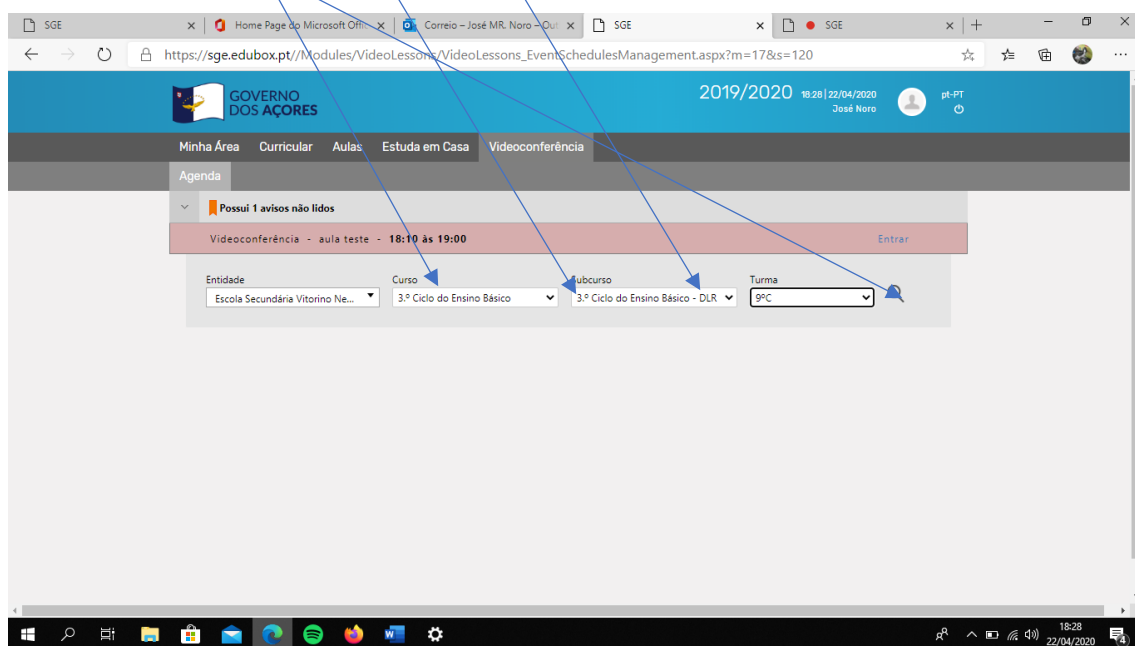 SGE
Home Page do Microsoft Offic
Correio – José MR. Noro – Out
SGE
SGE
https://sge.edubox.pt//Modules/VideoLessons/VideoLessons_EventSchedulesManagement.aspx?m=17&s=120
GOVERNO
DOS AÇORES
2019/2020 18:28|22/04/2020
José Noro
pt-PT
Minha Área Curricular Aulas Estuda em Casa Videoconferência
Agenda
Possui 1 avisos não lidos
Videoconferência - aula teste - 18:10 às 19:00 Entrar
Entidade Curso Subcurso Turma
Escola Secundária Vitorino Ne... 3.º Ciclo do Ensino Básico 3.º Ciclo do Ensino Básico - DLR 9ºC
18:28
22/04/2020
4